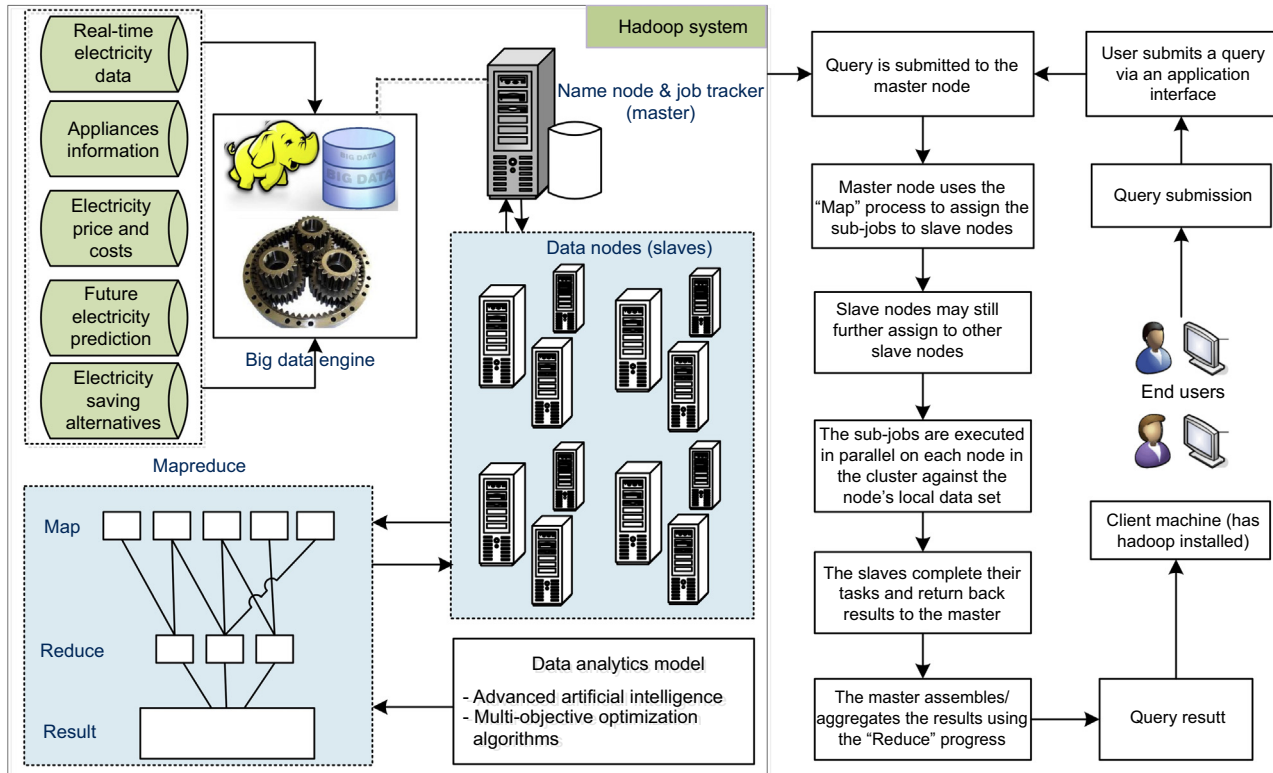 Hadoop system
Real-time
electricity
data
Appliances
information
Electricity
price and
costs
Future
electricity
prediction
Electricity
saving
alternatives
BIG DATA
BIG DATA
Big data engine
Name node & job tracker
(master)
Data nodes (slaves)
Mapreduce
Map
Reduce
Result
Data analytics model
- Advanced artificial intelligence
- Multi-objective optimization
algorithms
Query is submitted to the
master node
Master node uses the
“Map” process to assign the
sub-jobs to slave nodes
Slave nodes may still
further assign to other
slave nodes
The sub-jobs are executed
in parallel on each node in
the cluster against the
node’s local data set
The slaves complete their
tasks and return back
results to the master
The master assembles/
aggregates the results using
the “Reduce” progress
User submits a query
via an application
interface
Query submission
End users
Client machine (has
hadoop installed)
Query resutt